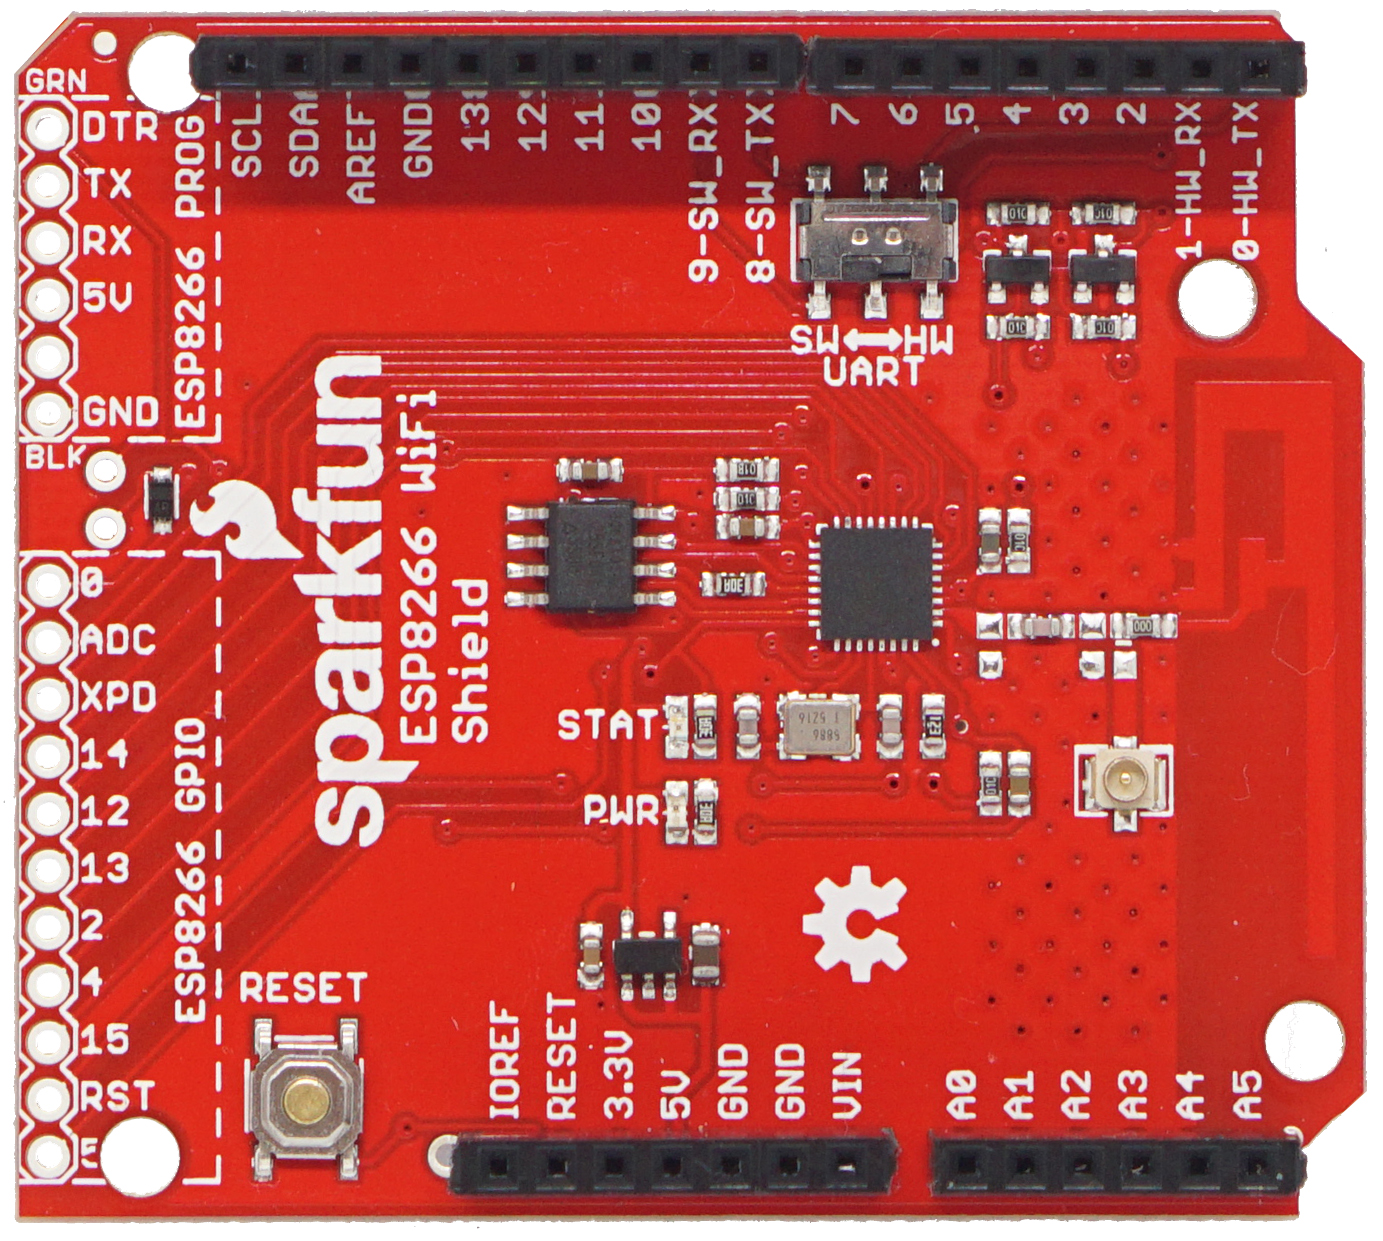 GRN
DTR
TX
RX
5V
GND
BLK
ESP8266 PROG
SCL
SDA
AREF
GND
13
12
11
10
9-SW_RX
8-SW_TX
7
6
5
4
3
2
1-HW_RX
0-HW_TX
SW HW
UART
sparkfun
ESP8266 WiFi
Shield
0
ADC
XPD
14
12
13
2
4
15
RST
ESP8266 GPIO
STAT
PWR
RESET
IOREF
RESET
3.3V
5V
GND
GND
VIN
A0
A1
A2
A3
A4
A5